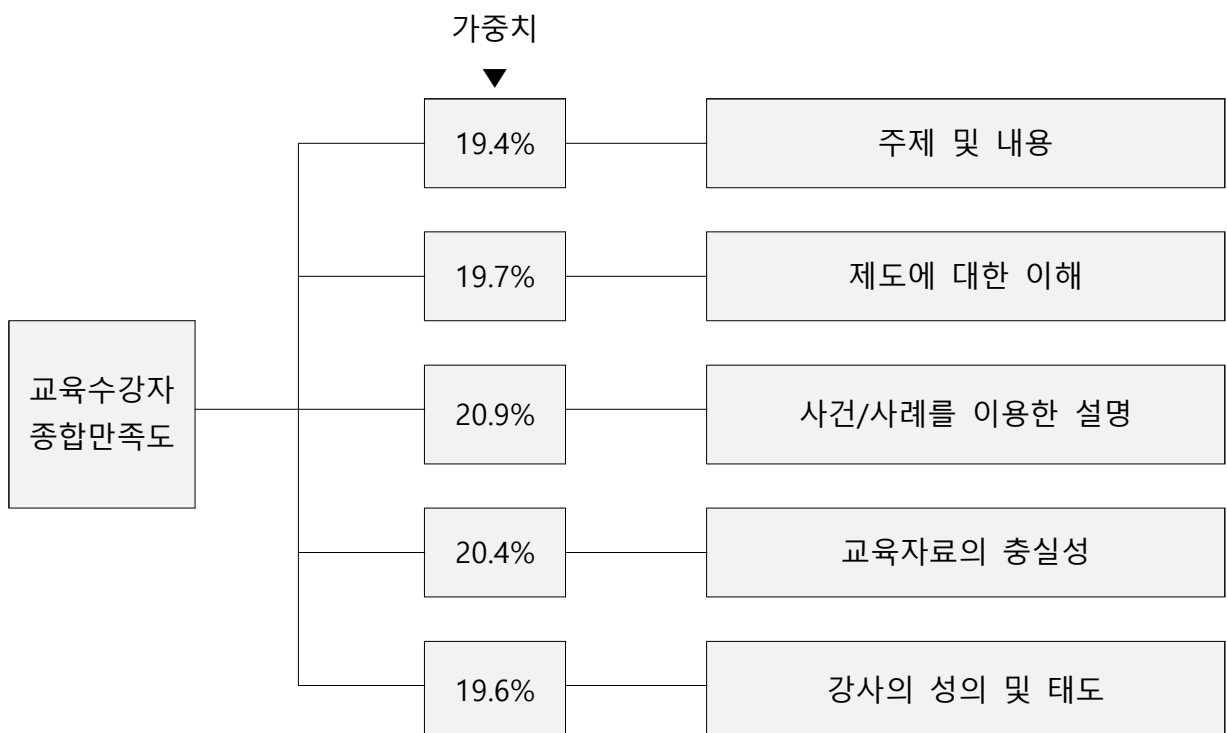 가중치
▼
19.4%
주제 및 내용
19.7%
제도에 대한 이해
교육수강자
종합만족도
20.9%
사건/사례를 이용한 설명
20.4%
교육자료의 충실성
19.6%
강사의 성의 및 태도